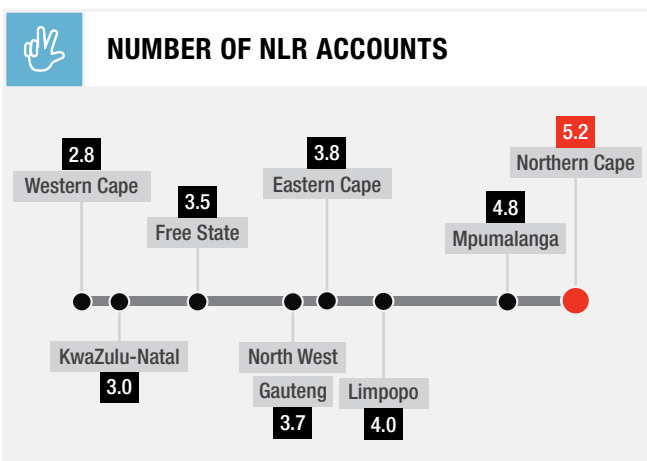 NUMBER OF NLR ACCOUNTS
2.8
Western Cape
3.5
Free State
3.8
Eastern Cape
4.8
Mpumalanga
5.2
Northern Cape
KwaZulu-Natal
3.0
North West
Gauteng
3.7
Limpopo
4.0